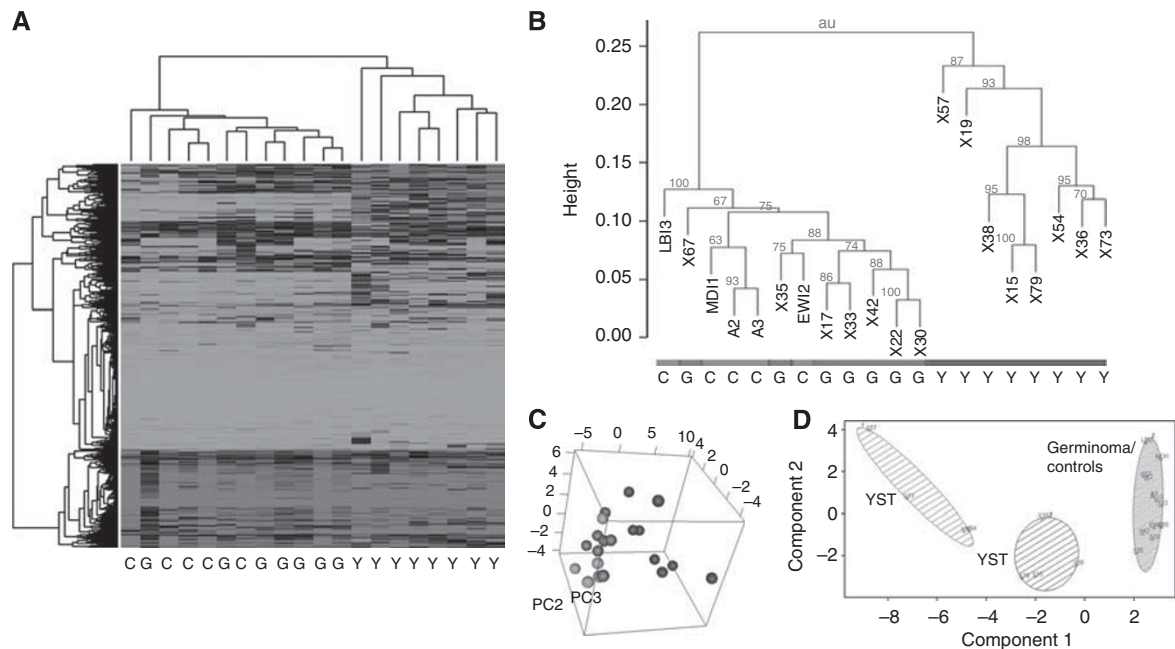 A
C G C C C G C G G G G G Y Y Y Y Y Y Y Y
B
au
Height
0.25
0.20
0.15
0.10
0.05
0.00
87
93
98
95
95
70
100
100
67
75
63
93
75
88
74
86
88
100
LBI3
X67
MDI1
A2
A3
X35
EWI2
X17
X33
X42
X22
X30
X57
X19
X38
X15
X79
X54
X36
X73
C G C C C G C G G G G G Y Y Y Y Y Y Y Y
C
−5 0 5 10
4
2
0
−2
−4
6
4
2
0
−2
−4
PC2 PC3
D
Component 2
4
2
0
−2
Germinoma/
controls
YST
YST
−8 −6 −4 −2 0 2
Component 1